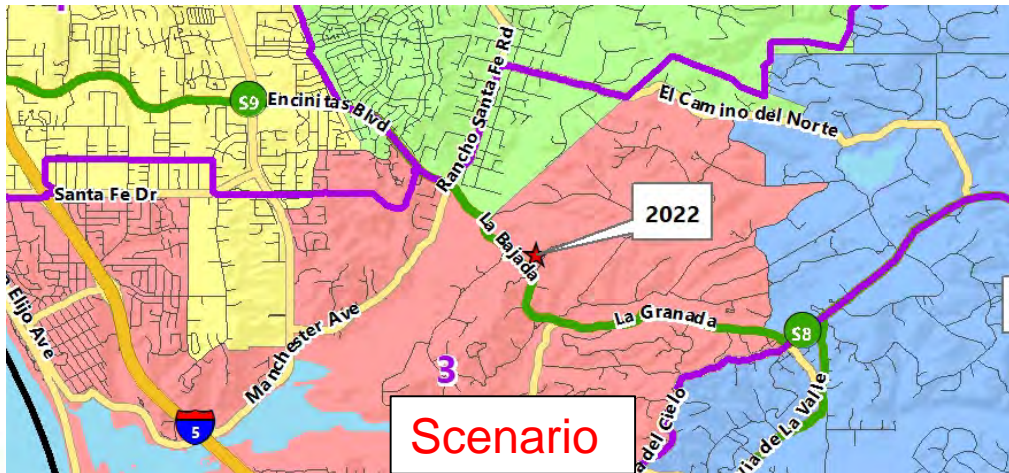 S9
Encinitas Blvd
Rancho Santa Fe Rd
El Camino del Norte
Santa Fe Dr
La Bajada
2022
Elijo Ave
Manchester Ave
La Granada
S8
3
5
Scenario
del Cielo
de La Valle